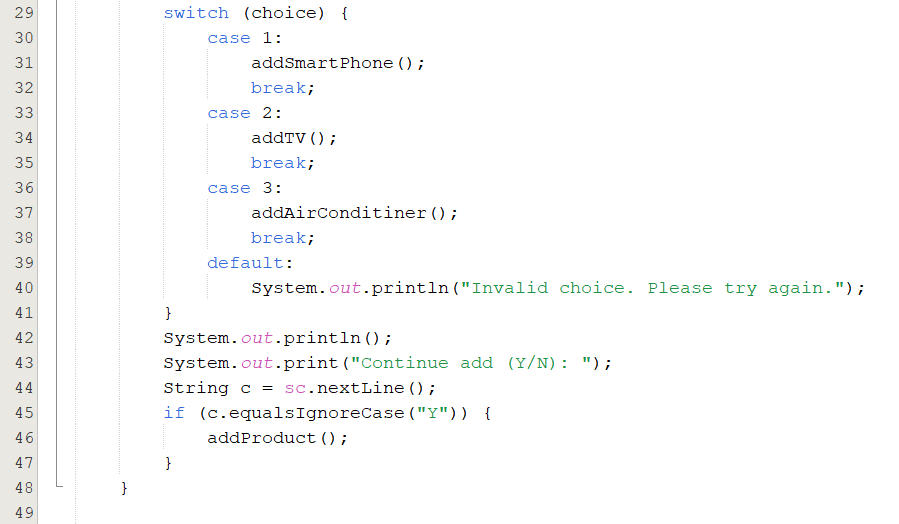 29 switch (choice) {
30 case 1:
31 addSmartPhone();
32 break;
33 case 2:
34 addTV();
35 break;
36 case 3:
37 addAirConditiner();
38 break;
39 default:
40 System.out.println("Invalid choice. Please try again.");
41 }
42 System.out.println();
43 System.out.print("Continue add (Y/N): ");
44 String c = sc.nextLine();
45 if (c.equalsIgnoreCase("Y")) {
46 addProduct();
47 }
48 }
49